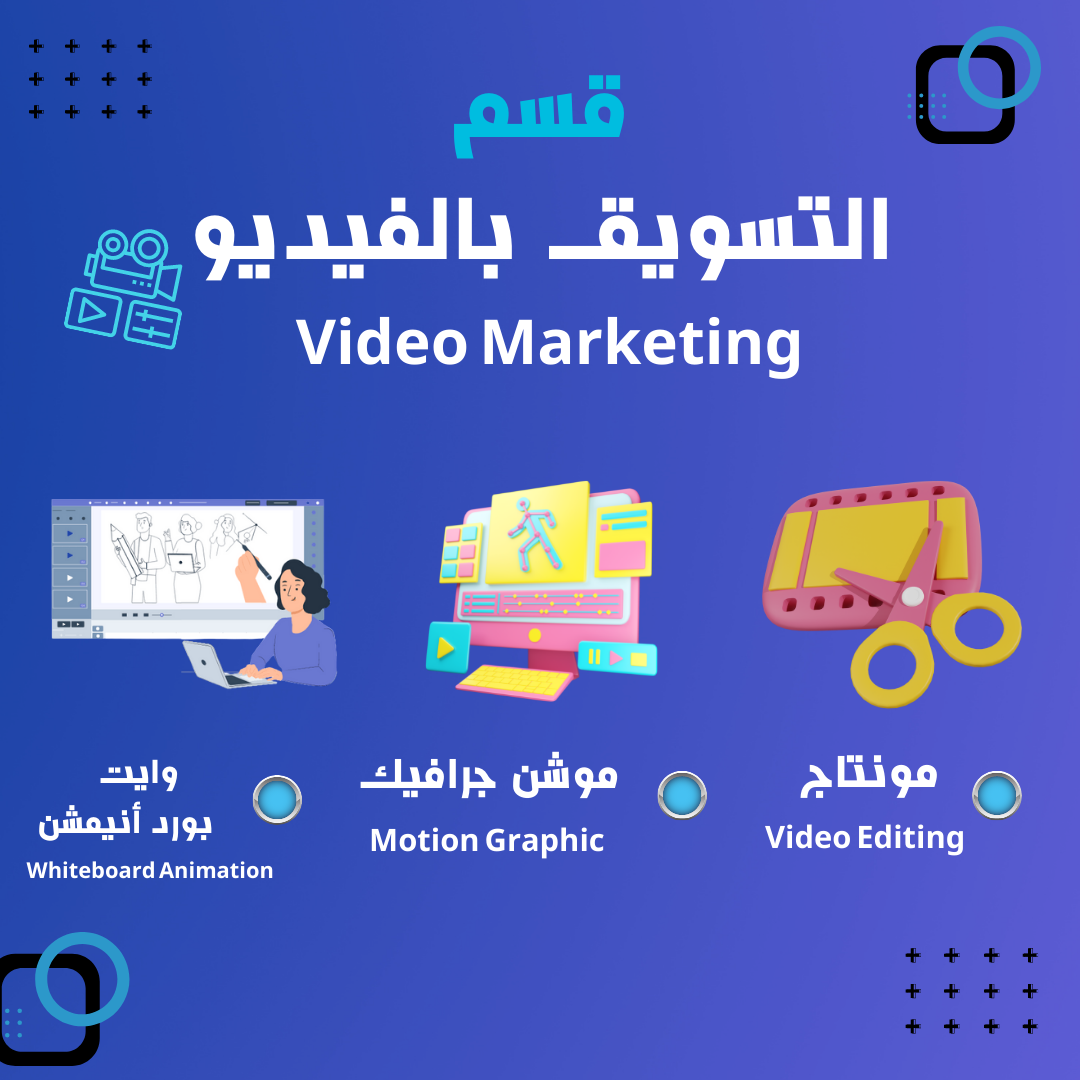 قسم
التسويق بالفيديو
Video Marketing
مونتاج
Video Editing
موشن جرافيك
Motion Graphic
وايت
بورد أنيمشن
Whiteboard Animation